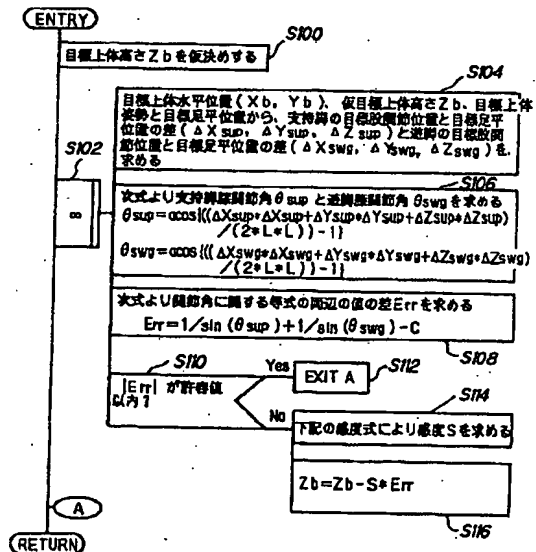 ENTRY
S100
目標上体高さZbを仮決めする
S104
目標上体水平位置(Xb, Yb)、仮目標上体高さZb、目標上体
姿勢と目標足平位置から、支持脚の目標股関節位置と目標足平
位置の差(ΔXsup, ΔYsup, ΔZsup)と遊脚の目標股関
節位置と目標足平位置の差(ΔXswg, ΔYswg, ΔZswg)を
求める
S102
∞
S106
次式より支持脚膝関節角θsupと遊脚膝関節角θswgを求める
θsup=acos{((ΔXsup*ΔXsup+ΔYsup*ΔYsup+ΔZsup*ΔZsup)
/(2*L*L))-1}
θswg=acos{((ΔXswg*ΔXswg+ΔYswg*ΔYswg+ΔZswg*ΔZswg)
/(2*L*L))-1}
次式より関節角に関する等式の両辺の値の差Errを求める
Err=1/sin(θsup)+1/sin(θswg)-C
S108
S110
|Err|が許容値
以内?
Yes
EXIT A
S112
No
S114
下記の感度式により感度Sを求める
Zb=Zb-S*Err
S116
A
RETURN